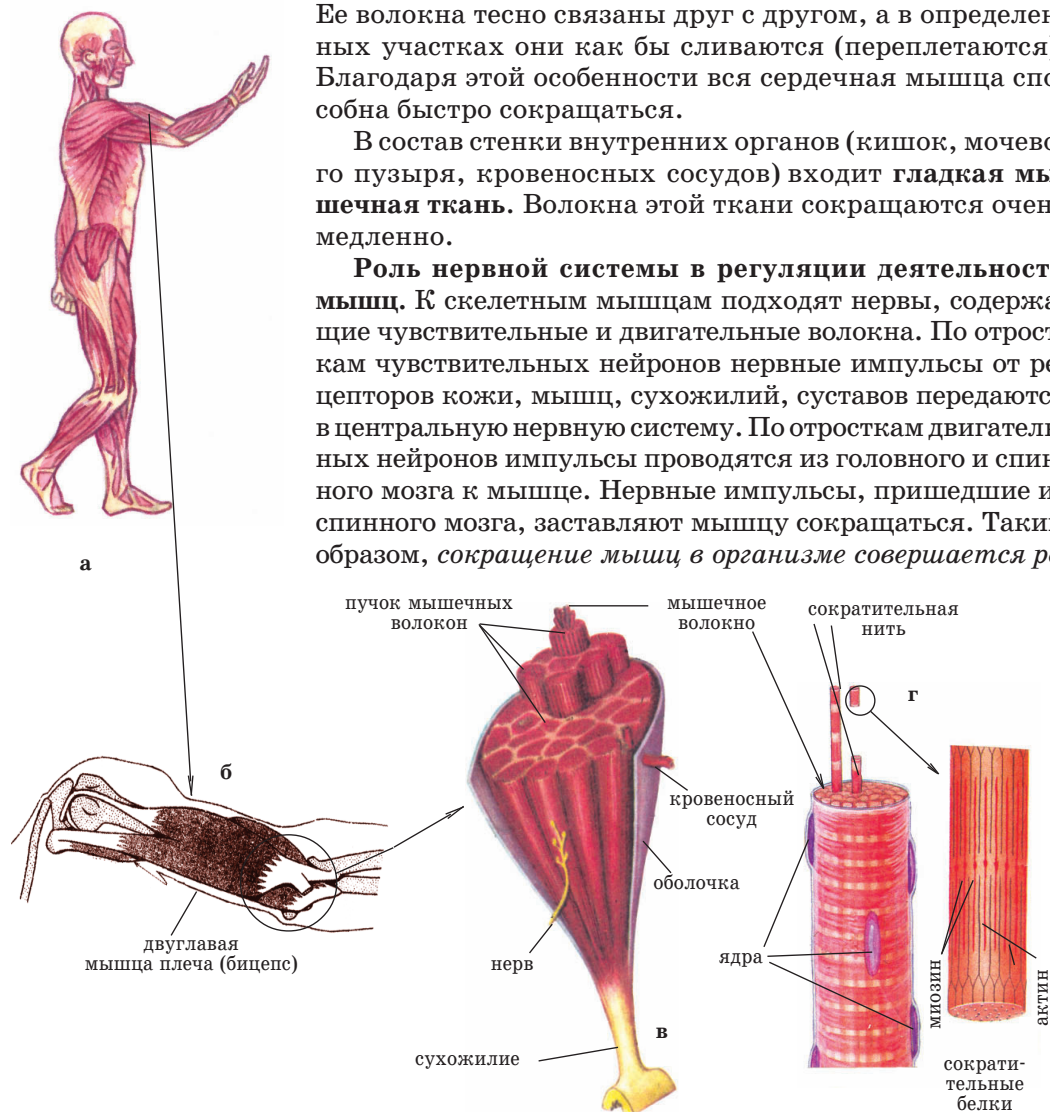 Ее волокна тесно связаны друг с другом, а в определен
ных участках они как бы сливаются (переплетаются)
Благодаря этой особенности вся сердечная мышца спо
собна быстро сокращаться.
В состав стенки внутренних органов (кишок, мочево
го пузыря, кровеносных сосудов) входит гладкая мы
шечная ткань. Волокна этой ткани сокращаются очен
медленно.
Роль нервной системы в регуляции деятельност
мышц. К скелетным мышцам подходят нервы, содержа
щие чувствительные и двигательные волокна. По отрост
кам чувствительных нейронов нервные импульсы от ре
цепторов кожи, мышц, сухожилий, суставов передаютс
в центральную нервную систему. По отросткам двигатель
ных нейронов импульсы проводятся из головного и спин
ного мозга к мышце. Нервные импульсы, пришедшие и
спинного мозга, заставляют мышцу сокращаться. Таки
образом, сокращение мышц в организме совершается ре
а
пучок мышечных
волокон
мышечное
волокно
сократительная
нить
г
б
кровеносный
сосуд
оболочка
двуглавая
мышца плеча (бицепс)
нерв
ядра
миозин
актин
в
сухожилие
сократи-
тельные
белки